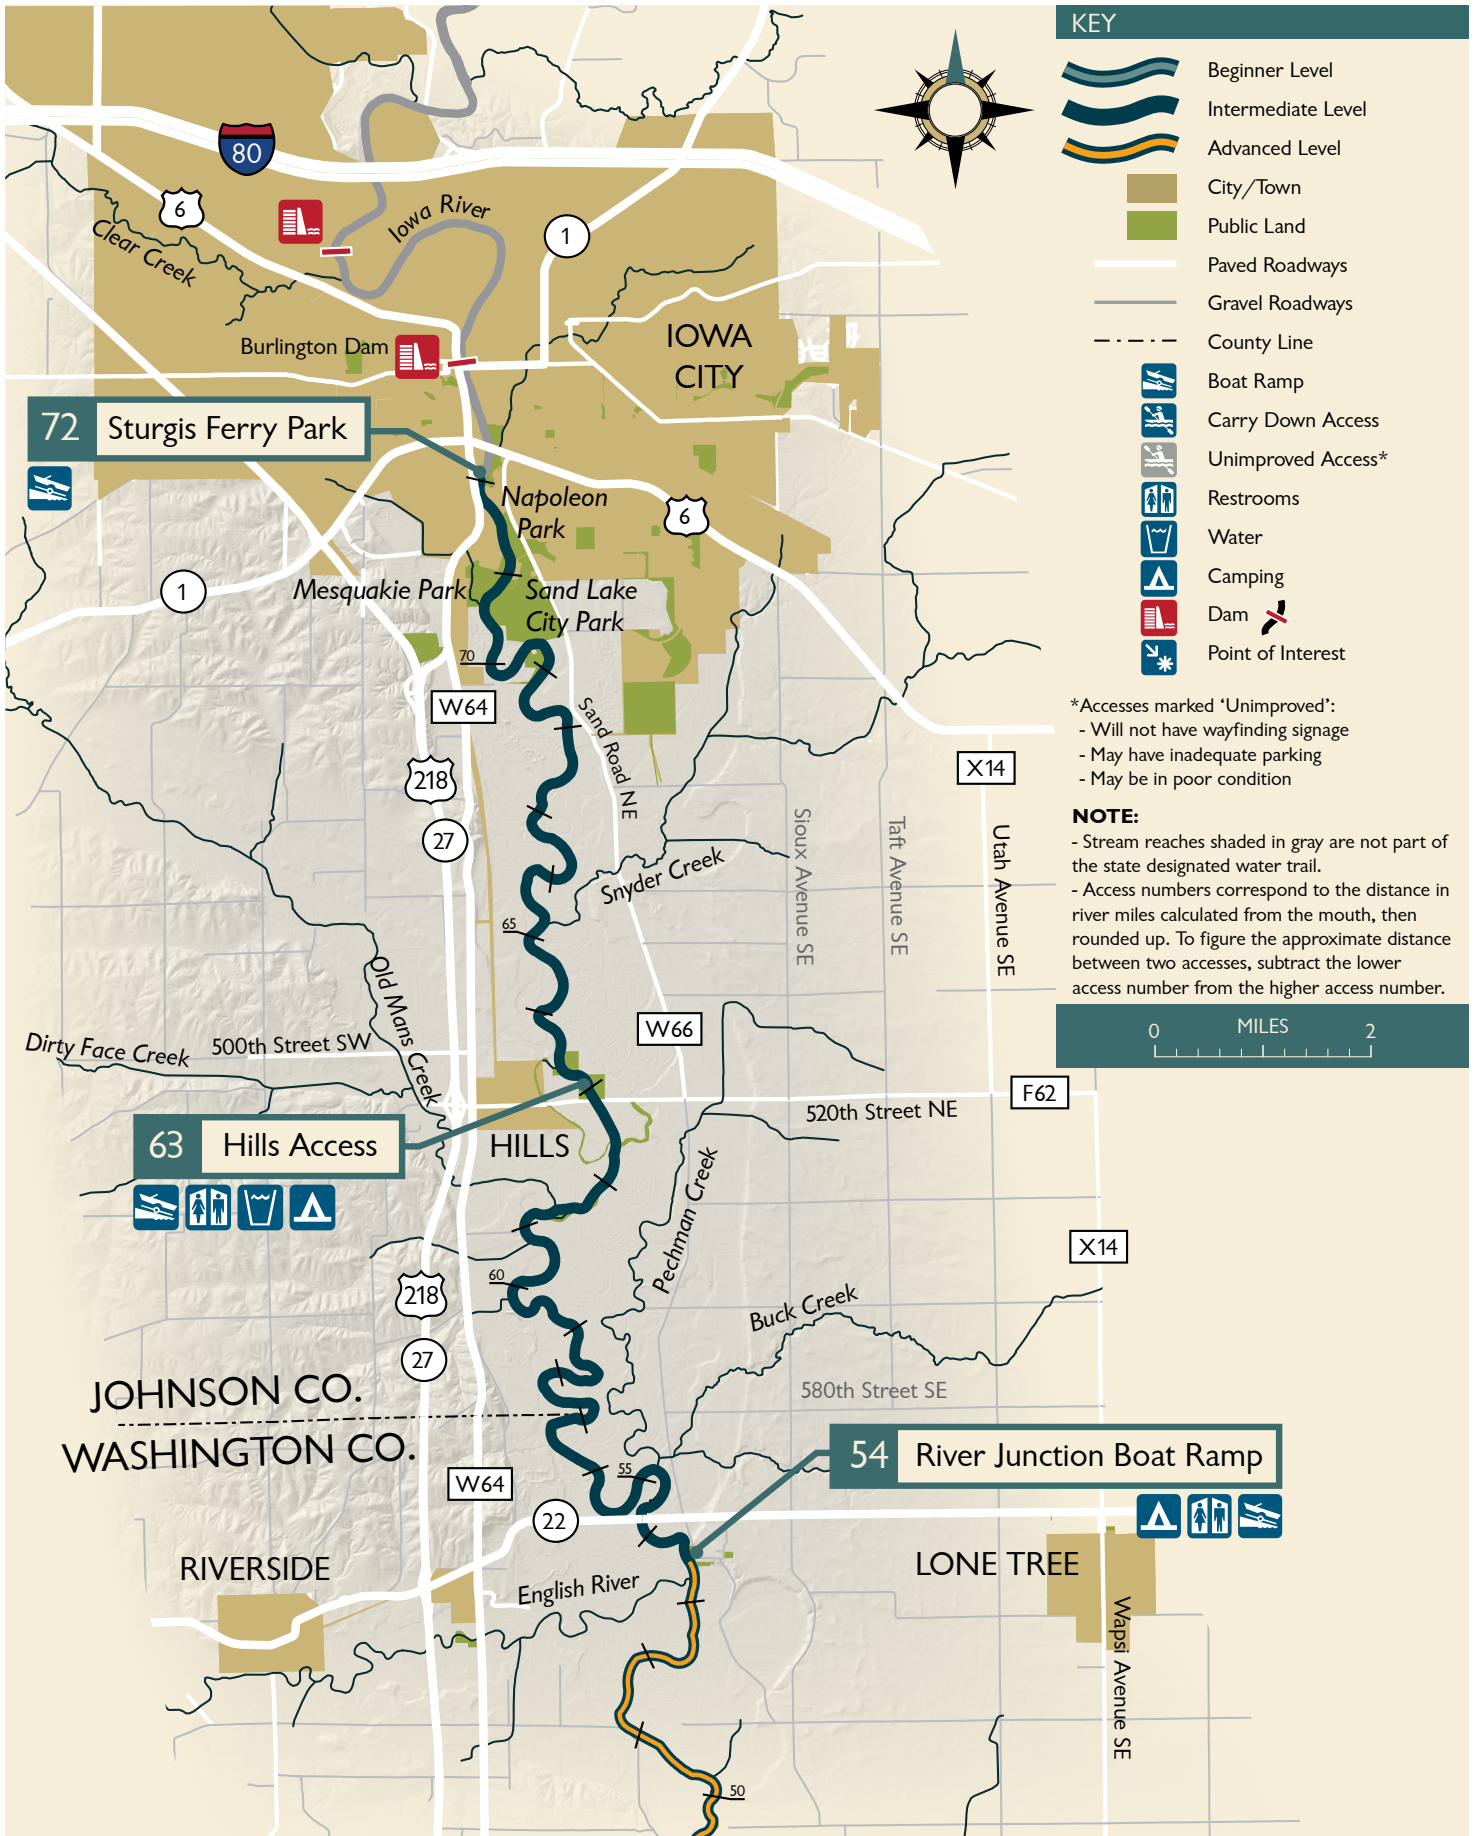 KEY
Beginner Level
Intermediate Level
Advanced Level
City/Town
Public Land
Paved Roadways
Gravel Roadways
County Line
Boat Ramp
Carry Down Access
Unimproved Access*
Restrooms
Water
Camping
Dam
Point of Interest
*Accesses marked ‘Unimproved’:
- Will not have wayfinding signage
- May have inadequate parking
- May be in poor condition
NOTE:
- Stream reaches shaded in gray are not part of
the state designated water trail.
- Access numbers correspond to the distance in
river miles calculated from the mouth, then
rounded up. To figure the approximate distance
between two accesses, subtract the lower
access number from the higher access number.
0 MILES 2
80
6
Clear Creek
Iowa River
1
Burlington Dam
IOWA
CITY
72 Sturgis Ferry Park
Napoleon
Park
6
1
Mesquakie Park
Sand Lake
City Park
70
W64
Sand Road NE
218
27
X14
Sioux Avenue SE
Taft Avenue SE
Utah Avenue SE
Snyder Creek
65
Old Mans Creek
W66
Dirty Face Creek
500th Street SW
F62
520th Street NE
63 Hills Access
HILLS
Pechman Creek
X14
60
218
Buck Creek
27
JOHNSON CO.
580th Street SE
WASHINGTON CO.
54 River Junction Boat Ramp
55
W64
22
RIVERSIDE
LONE TREE
English River
Wapsi Avenue SE
50